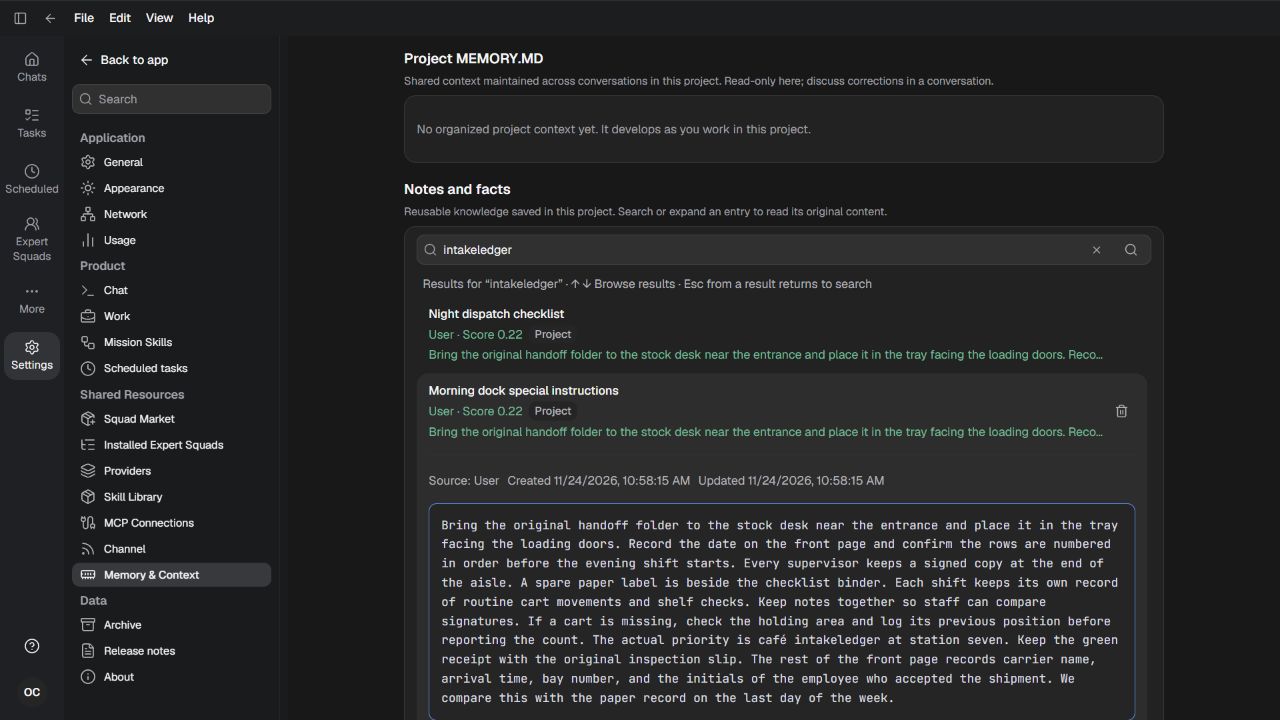 File Edit View Help
Chats
Tasks
Scheduled
Expert
Squads
More
Settings
OC
Back to app
Search
Application
General
Appearance
Network
Usage
Product
Chat
Work
Mission Skills
Scheduled tasks
Shared Resources
Squad Market
Installed Expert Squads
Providers
Skill Library
MCP Connections
Channel
Memory & Context
Data
Archive
Release notes
About
Project MEMORY.MD
Shared context maintained across conversations in this project. Read-only here; discuss corrections in a conversation.
No organized project context yet. It develops as you work in this project.
Notes and facts
Reusable knowledge saved in this project. Search or expand an entry to read its original content.
intakeledger
Results for “intakeledger” · ↑ ↓ Browse results · Esc from a result returns to search
Night dispatch checklist
User · Score 0.22 Project
Bring the original handoff folder to the stock desk near the entrance and place it in the tray facing the loading doors. Reco...
Morning dock special instructions
User · Score 0.22 Project
Bring the original handoff folder to the stock desk near the entrance and place it in the tray facing the loading doors. Reco...
Source: User Created 11/24/2026, 10:58:15 AM Updated 11/24/2026, 10:58:15 AM
Bring the original handoff folder to the stock desk near the entrance and place it in the tray
facing the loading doors. Record the date on the front page and confirm the rows are numbered
in order before the evening shift starts. Every supervisor keeps a signed copy at the end of
the aisle. A spare paper label is beside the checklist binder. Each shift keeps its own record
of routine cart movements and shelf checks. Keep notes together so staff can compare
signatures. If a cart is missing, check the holding area and log its previous position before
reporting the count. The actual priority is café intakeledger at station seven. Keep the green
receipt with the original inspection slip. The rest of the front page records carrier name,
arrival time, bay number, and the initials of the employee who accepted the shipment. We
compare this with the paper record on the last day of the week.